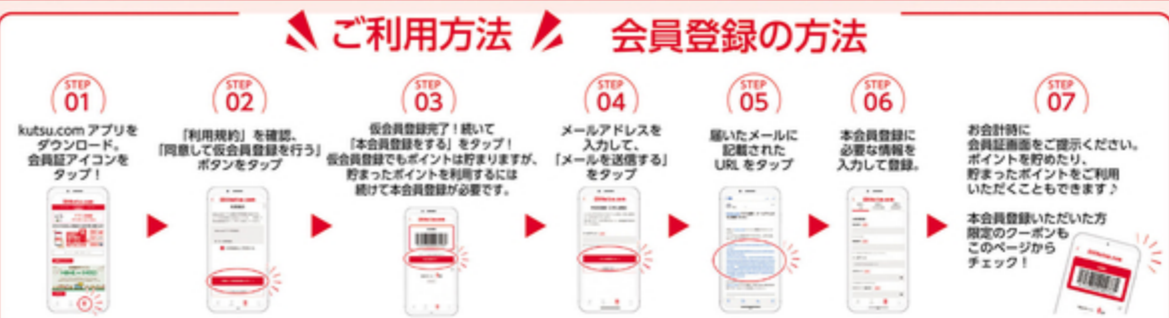 ご利用方法
会員登録の方法
STEP
01
kutsu.com アプリを
ダウンロード。
会員証アイコンを
タップ！
STEP
02
「利用規約」を確認、
「同意して仮会員登録を行う」
ボタンをタップ
STEP
03
仮会員登録完了！続いて
「本会員登録をする」をタップ！
仮会員登録でもポイントは貯まりますが、
貯まったポイントを利用するには
続けて本会員登録が必要です。
STEP
04
メールアドレスを
入力して、
「メールを送信する」
をタップ
STEP
05
届いたメールに
記載された
URL をタップ
STEP
06
本会員登録に
必要な情報を
入力して登録。
STEP
07
お会計時に
会員証画面をご提示ください。
ポイントを貯めたり、
貯まったポイントをご利用
いただくこともできます♪
本会員登録いただいた方
限定のクーポンも
このページから
チェック！